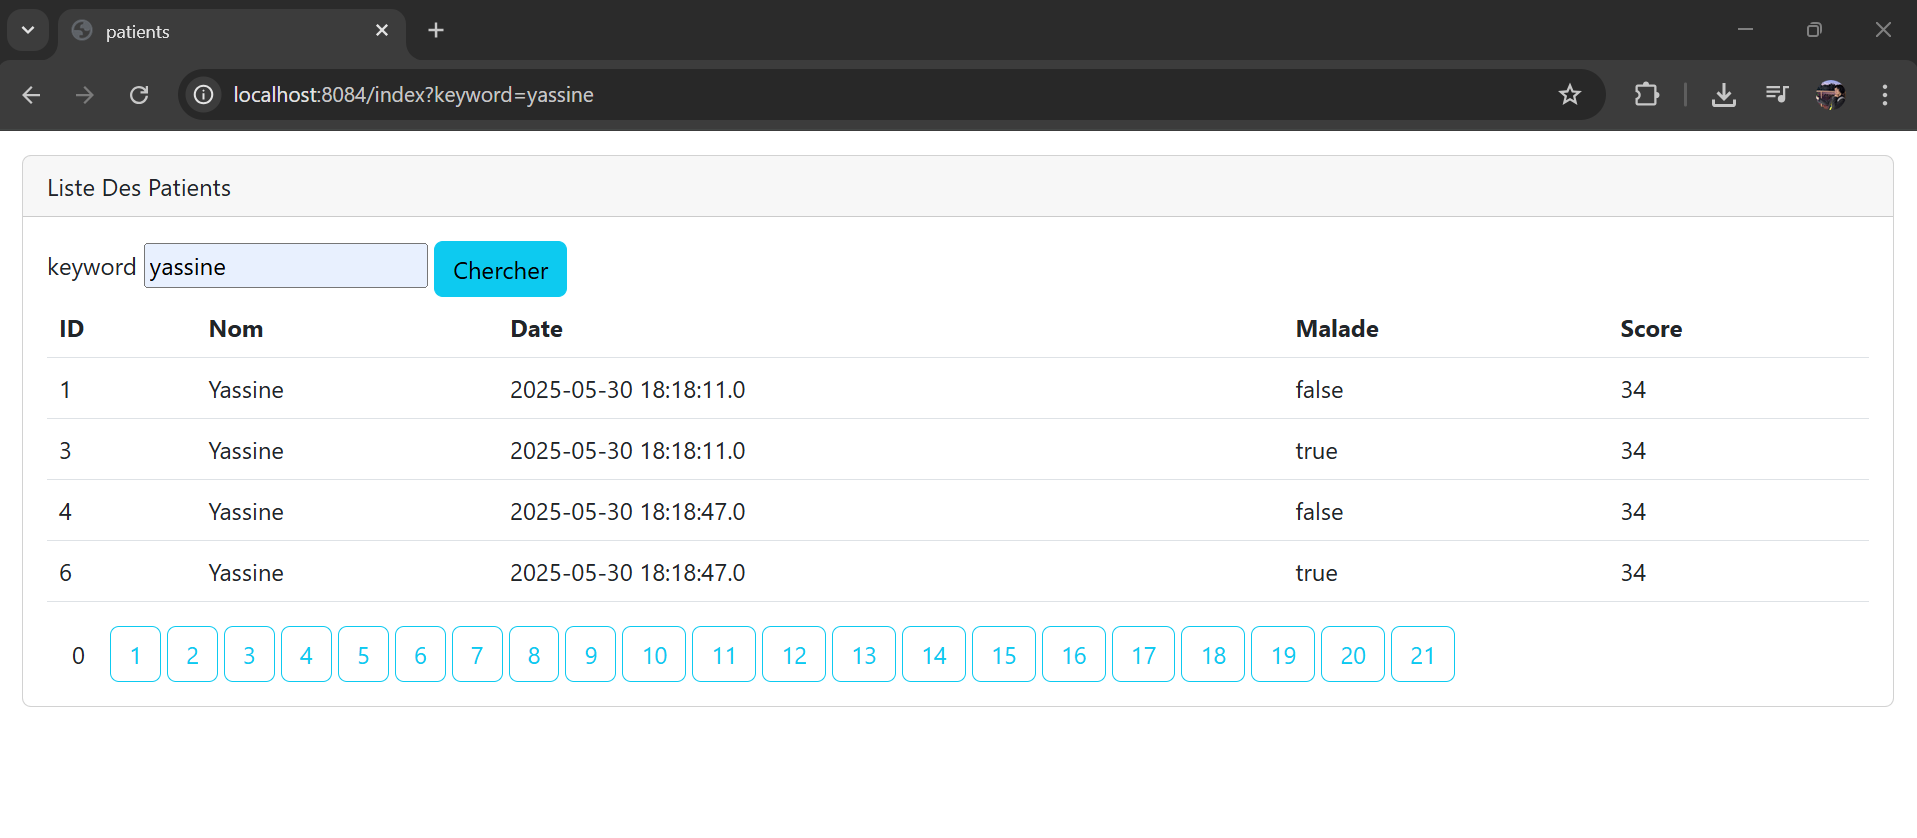 patients
localhost:8084/index?keyword=yassine
Liste Des Patients
keyword yassine Chercher
ID Nom Date Malade Score
1 Yassine 2025-05-30 18:18:11.0 false 34
3 Yassine 2025-05-30 18:18:11.0 true 34
4 Yassine 2025-05-30 18:18:47.0 false 34
6 Yassine 2025-05-30 18:18:47.0 true 34
0 1 2 3 4 5 6 7 8 9 10 11 12 13 14 15 16 17 18 19 20 21